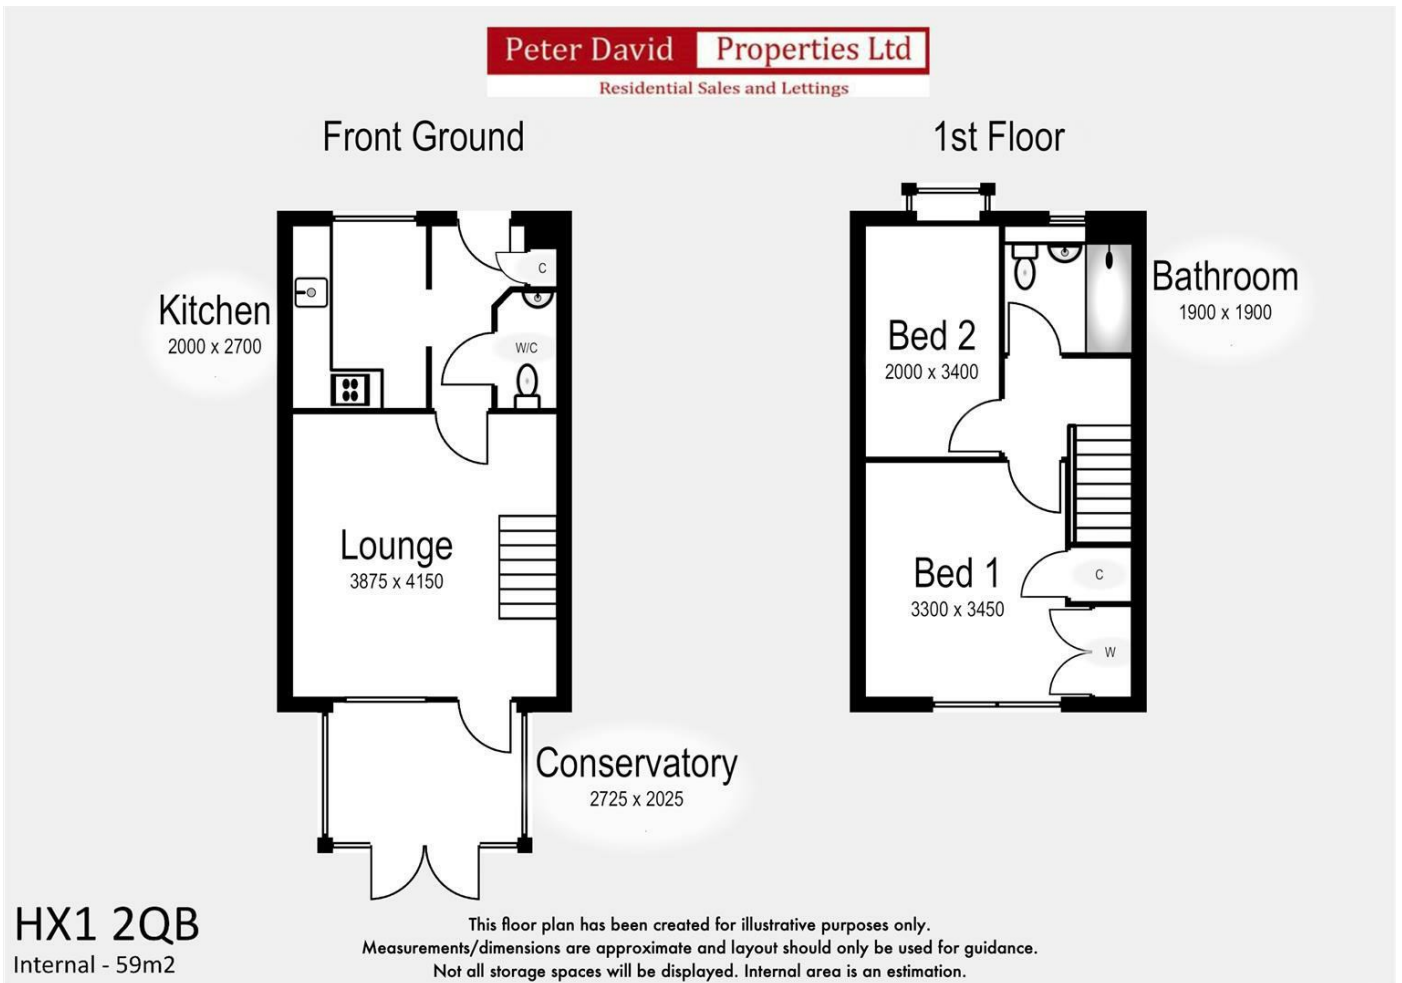 Peter David Properties Ltd
Residential Sales and Lettings
Front Ground
1st Floor
C
Kitchen
2000 x 2700
W/C
Lounge
3875 x 4150
Conservatory
2725 x 2025
Bathroom
1900 x 1900
Bed 2
2000 x 3400
Bed 1
3300 x 3450
C
W
HX1 2QB
Internal - 59m2
This floor plan has been created for illustrative purposes only.
Measurements/dimensions are approximate and layout should only be used for guidance.
Not all storage spaces will be displayed. Internal area is an estimation.